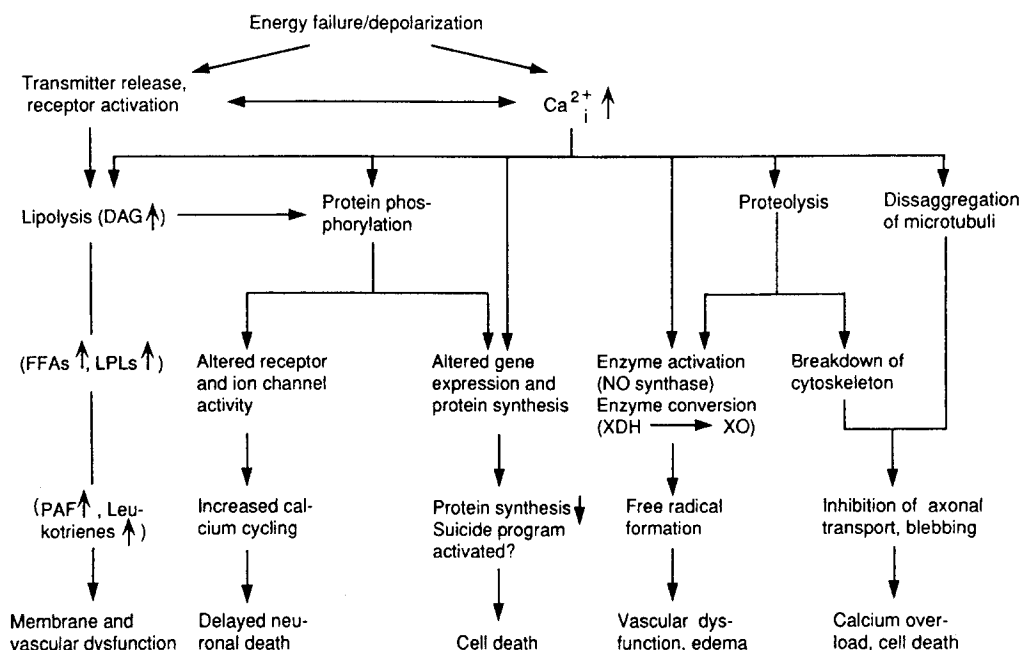 Energy failure/depolarization
Transmitter release,
receptor activation
Ca 2+ i ↑
Lipolysis (DAG ↑)
Protein phos-
phorylation
Proteolysis
Dissaggregation
of microtubuli
(FFAs ↑, LPLs ↑)
Altered receptor
and ion channel
activity
Altered gene
expression and
protein synthesis
Enzyme activation
(NO synthase)
Enzyme conversion
(XDH → XO)
Breakdown of
cytoskeleton
(PAF ↑, Leu-
kotrienes ↑)
Increased cal-
cium cycling
Protein synthesis ↓
Suicide program
activated?
Free radical
formation
Inhibition of axonal
transport, blebbing
Membrane and
vascular dysfunction
Delayed neu-
ronal death
Cell death
Vascular dys-
function, edema
Calcium over-
load, cell death